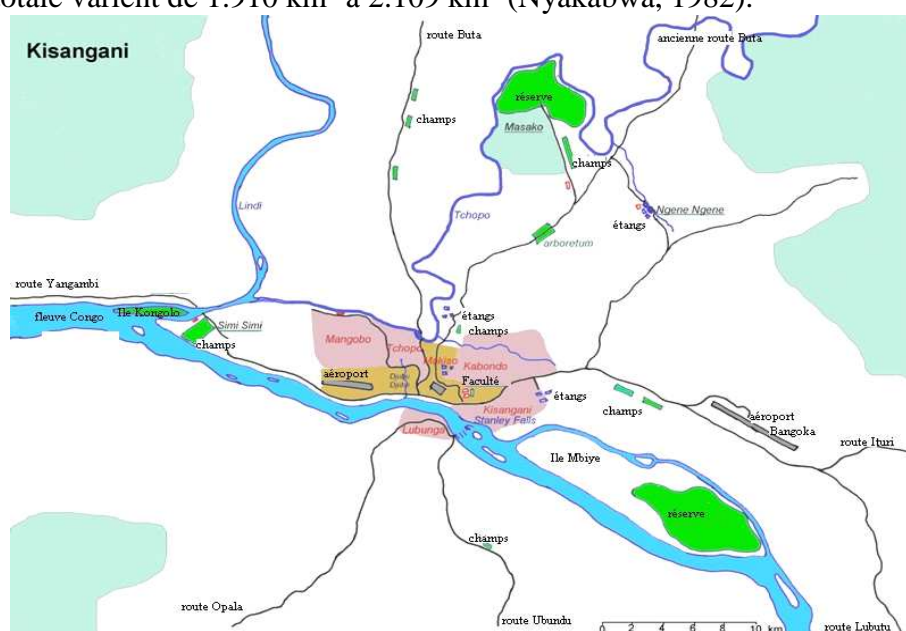 otale varient de 1.910 km² à 2.109 km² (Nyakabwa, 1982).
Kisangani
route Buta
ancienne route Buta
réserve
champs
Masako
champs
Lindi
Tchopo
Ngene Ngene
étangs
arboretum
route Yangambi
fleuve Congo
Ile Kongolo
Simi Simi
champs
étangs
champs
Mangobo
Tchopo
Makiso
Kabondo
aéroport
Faculté
étangs
champs
aéroport
Bangoka
Kisangani
Stanley Falls
Lubunga
route Ituri
Ile Mbiye
réserve
champs
route Opala
route Ubundu
0 2 4 6 8 10 km
route Lubutu